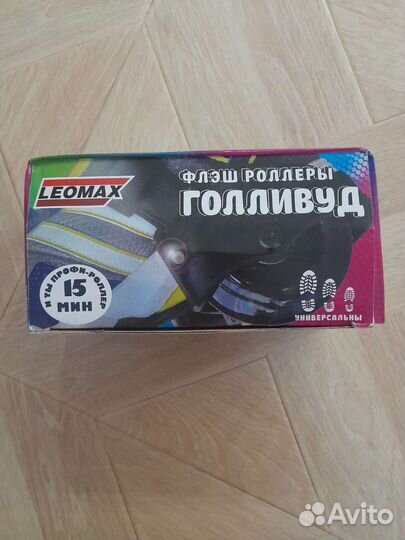 LEOMAX
ФЛЭШ РОЛЛЕРЫ
ГОЛЛИВУД
И ТЫ ПРОФИ-РОЛЛЕР
15
МИН
УНИВЕРСАЛЬНЫ
Avito